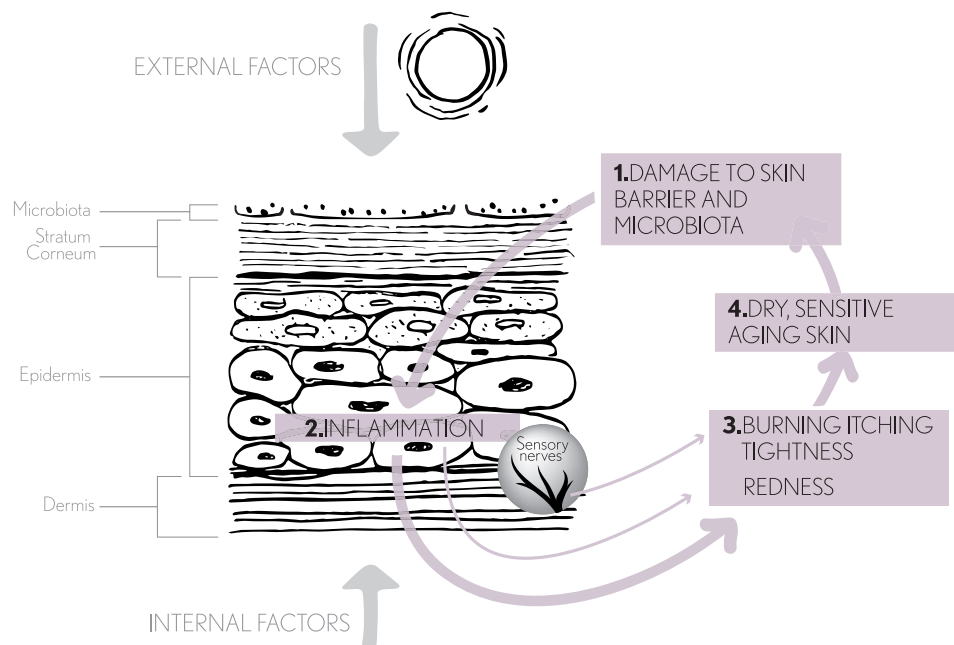 EXTERNAL FACTORS
1.DAMAGE TO SKIN
BARRIER AND
MICROBIOTA
Microbiota
Stratum
Corneum
4.DRY, SENSITIVE
AGING SKIN
Epidermis
2.INFLAMMATION
3.BURNING ITCHING
TIGHTNESS
REDNESS
Sensory
nerves
Dermis
INTERNAL FACTORS